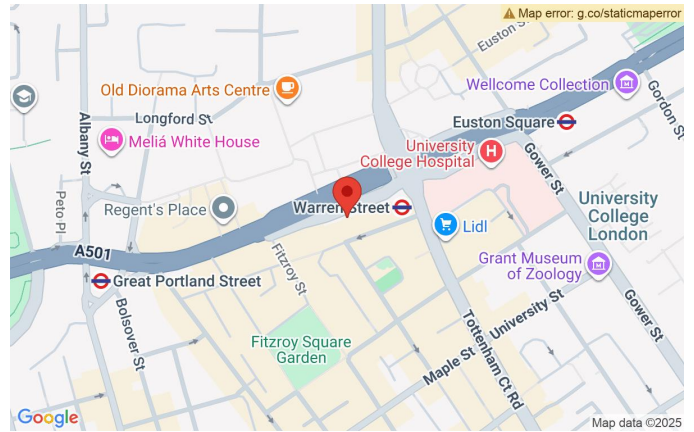 Map error: g.co/staticmaperror
Euston St
Wellcome Collection
Old Diorama Arts Centre
Gordon St
Longford St
Euston Square
Albany St
Meliá White House
University
College Hospital
Gower St
Peto Pl
Regent's Place
Warren Street
University
College
London
Lidl
A501
Fitzroy St
Grant Museum
of Zoology
Great Portland Street
Bolsover St
Gower St
Fitzroy Square
Garden
Tottenham Ct Rd
Maple St
University St
Google
Map data ©2025